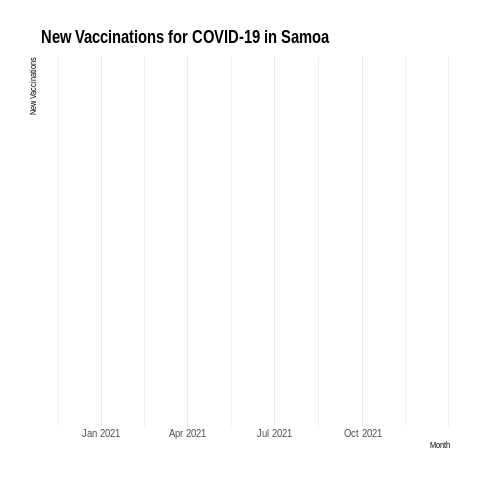 New Vaccinations for COVID-19 in Samoa
New Vaccinations
Jan 2021
Apr 2021
Jul 2021
Oct 2021
Month